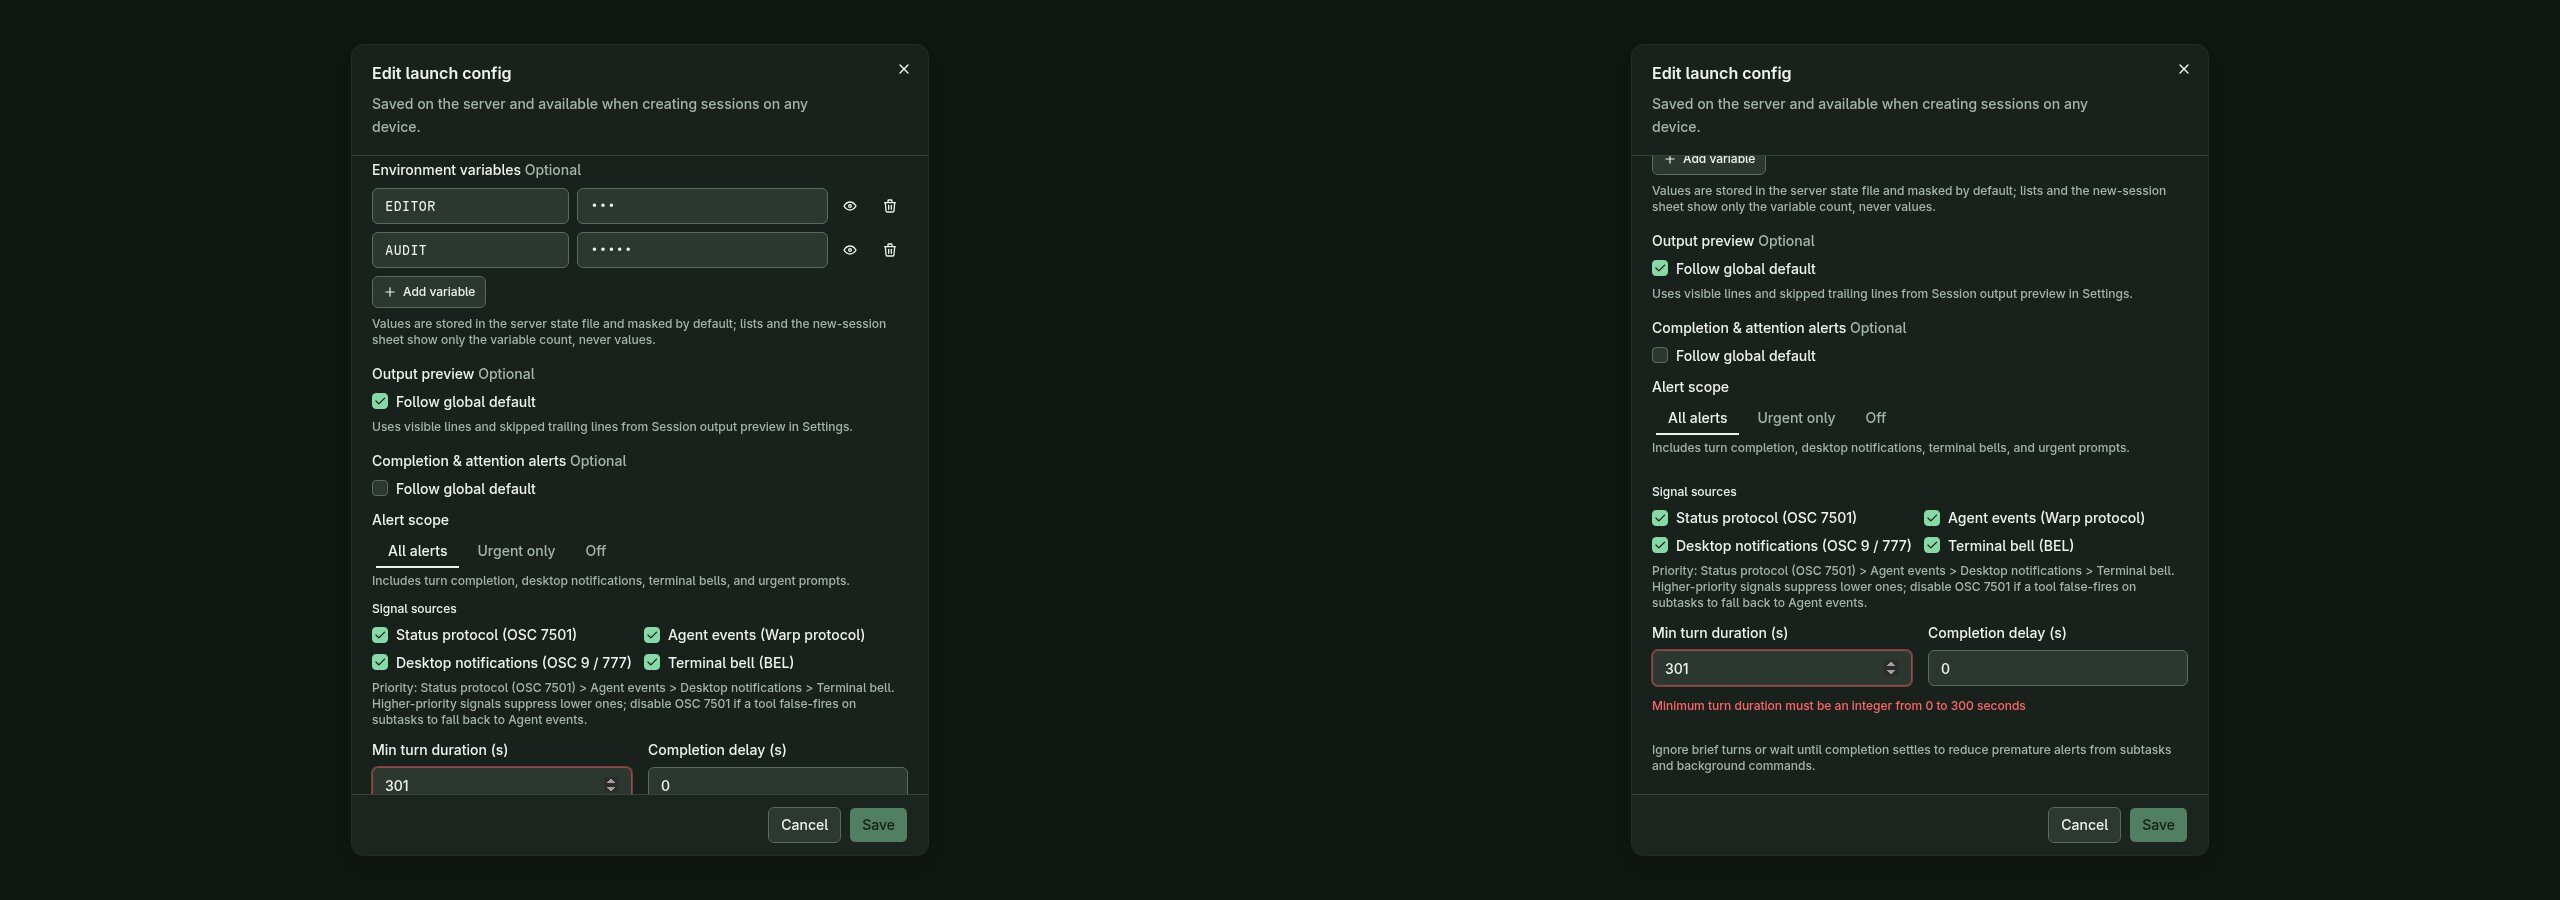 Edit launch config
Saved on the server and available when creating sessions on any
device.
Environment variables Optional
EDITOR •••
AUDIT •••••
+ Add variable
Values are stored in the server state file and masked by default; lists and the new-session
sheet show only the variable count, never values.
Output preview Optional
Follow global default
Uses visible lines and skipped trailing lines from Session output preview in Settings.
Completion & attention alerts Optional
Follow global default
Alert scope
All alerts Urgent only Off
Includes turn completion, desktop notifications, terminal bells, and urgent prompts.
Signal sources
Status protocol (OSC 7501) Agent events (Warp protocol)
Desktop notifications (OSC 9 / 777) Terminal bell (BEL)
Priority: Status protocol (OSC 7501) > Agent events > Desktop notifications > Terminal bell.
Higher-priority signals suppress lower ones; disable OSC 7501 if a tool false-fires on
subtasks to fall back to Agent events.
Min turn duration (s) Completion delay (s)
301 0
Cancel Save
Edit launch config
Saved on the server and available when creating sessions on any
device.
+ Add variable
Values are stored in the server state file and masked by default; lists and the new-session
sheet show only the variable count, never values.
Output preview Optional
Follow global default
Uses visible lines and skipped trailing lines from Session output preview in Settings.
Completion & attention alerts Optional
Follow global default
Alert scope
All alerts Urgent only Off
Includes turn completion, desktop notifications, terminal bells, and urgent prompts.
Signal sources
Status protocol (OSC 7501) Agent events (Warp protocol)
Desktop notifications (OSC 9 / 777) Terminal bell (BEL)
Priority: Status protocol (OSC 7501) > Agent events > Desktop notifications > Terminal bell.
Higher-priority signals suppress lower ones; disable OSC 7501 if a tool false-fires on
subtasks to fall back to Agent events.
Min turn duration (s) Completion delay (s)
301 0
Minimum turn duration must be an integer from 0 to 300 seconds
Ignore brief turns or wait until completion settles to reduce premature alerts from subtasks
and background commands.
Cancel Save